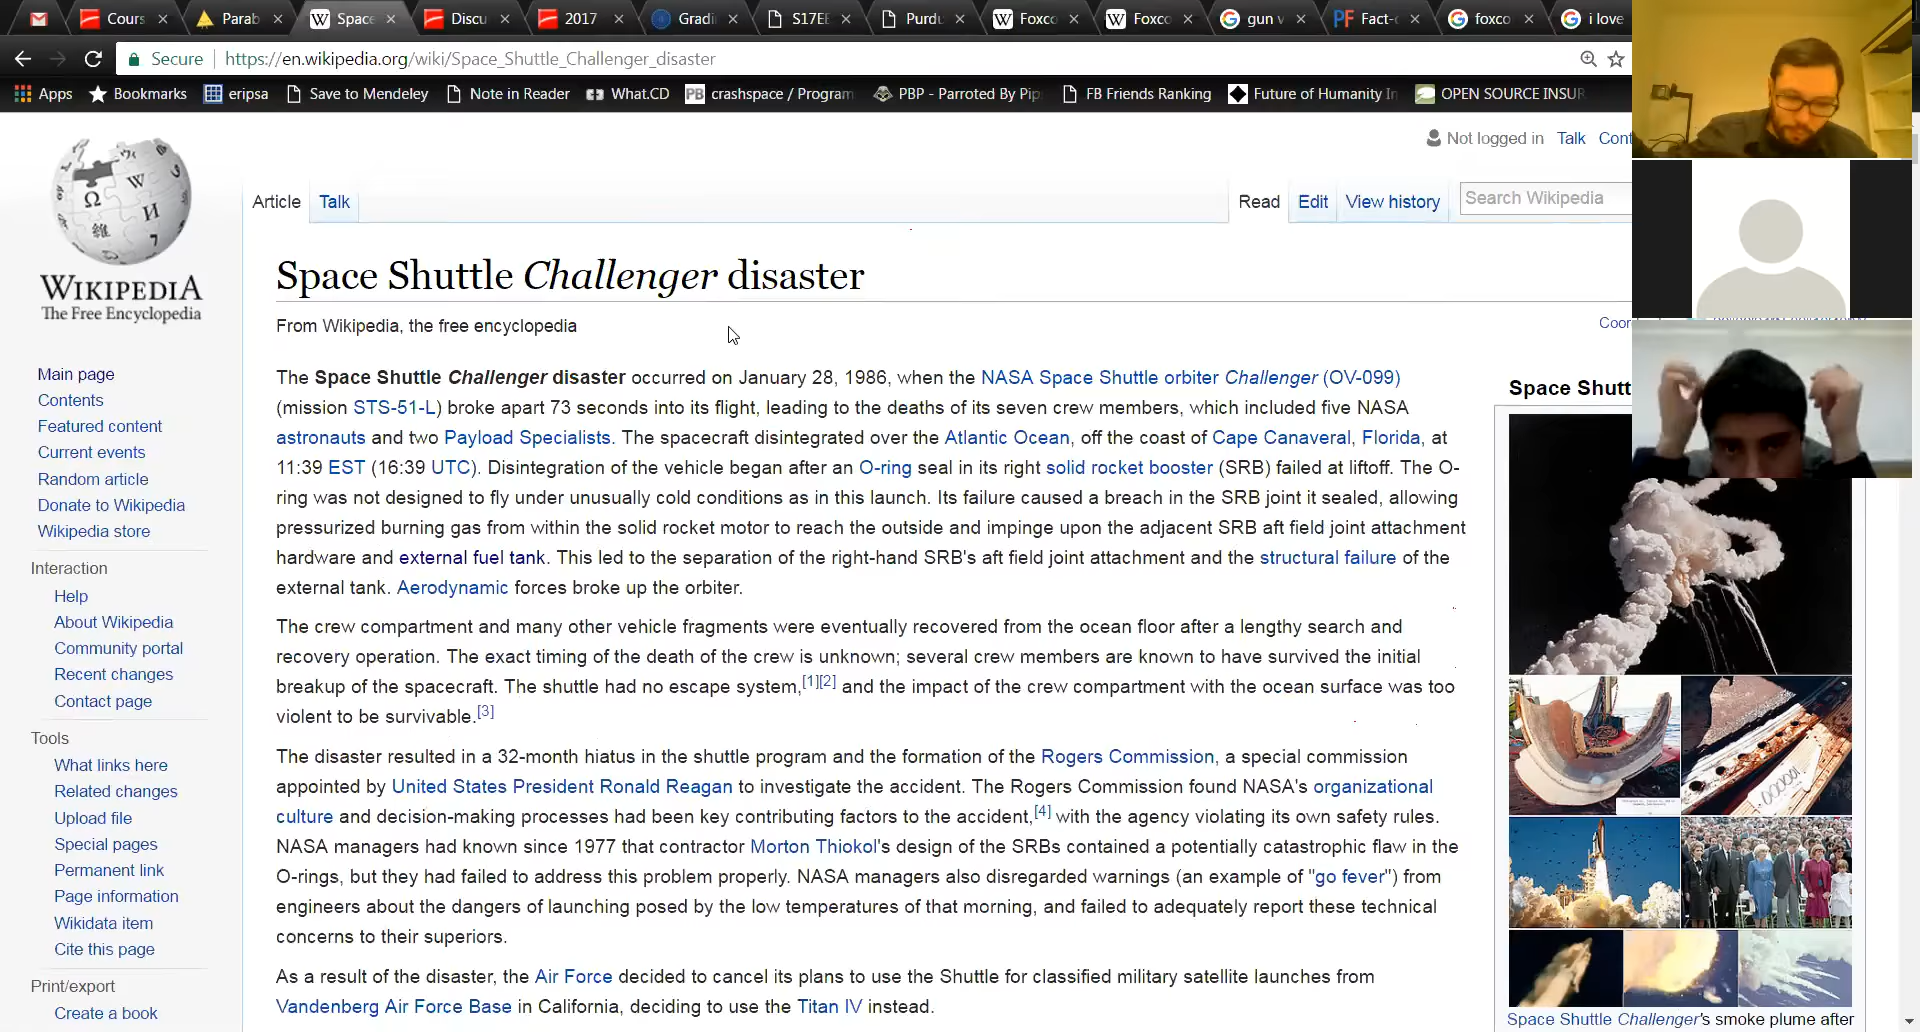 Cours
Parab
Space
Discu
2017
Gradi
S17EE
Purdu
Foxco
Foxco
gun v
Fact-c
foxco
i love
Secure
https://en.wikipedia.org/wiki/Space_Shuttle_Challenger_disaster
Apps Bookmarks eripsa Save to Mendeley Note in Reader What.CD PB crashspace / Program PBP - Parroted By Pip FB Friends Ranking Future of Humanity In OPEN SOURCE INSUR
Not logged in Talk Cont
Article Talk Read Edit View history Search Wikipedia
WIKIPEDIA
The Free Encyclopedia
Main page
Contents
Featured content
Current events
Random article
Donate to Wikipedia
Wikipedia store
Interaction
Help
About Wikipedia
Community portal
Recent changes
Contact page
Tools
What links here
Related changes
Upload file
Special pages
Permanent link
Page information
Wikidata item
Cite this page
Print/export
Create a book
Space Shuttle Challenger disaster
From Wikipedia, the free encyclopedia
Coor
The Space Shuttle Challenger disaster occurred on January 28, 1986, when the NASA Space Shuttle orbiter Challenger (OV-099)
(mission STS-51-L) broke apart 73 seconds into its flight, leading to the deaths of its seven crew members, which included five NASA
astronauts and two Payload Specialists. The spacecraft disintegrated over the Atlantic Ocean, off the coast of Cape Canaveral, Florida, at
11:39 EST (16:39 UTC). Disintegration of the vehicle began after an O-ring seal in its right solid rocket booster (SRB) failed at liftoff. The O-
ring was not designed to fly under unusually cold conditions as in this launch. Its failure caused a breach in the SRB joint it sealed, allowing
pressurized burning gas from within the solid rocket motor to reach the outside and impinge upon the adjacent SRB aft field joint attachment
hardware and external fuel tank. This led to the separation of the right-hand SRB's aft field joint attachment and the structural failure of the
external tank. Aerodynamic forces broke up the orbiter.
The crew compartment and many other vehicle fragments were eventually recovered from the ocean floor after a lengthy search and
recovery operation. The exact timing of the death of the crew is unknown; several crew members are known to have survived the initial
breakup of the spacecraft. The shuttle had no escape system,[1][2] and the impact of the crew compartment with the ocean surface was too
violent to be survivable.[3]
The disaster resulted in a 32-month hiatus in the shuttle program and the formation of the Rogers Commission, a special commission
appointed by United States President Ronald Reagan to investigate the accident. The Rogers Commission found NASA's organizational
culture and decision-making processes had been key contributing factors to the accident,[4] with the agency violating its own safety rules.
NASA managers had known since 1977 that contractor Morton Thiokol's design of the SRBs contained a potentially catastrophic flaw in the
O-rings, but they had failed to address this problem properly. NASA managers also disregarded warnings (an example of "go fever") from
engineers about the dangers of launching posed by the low temperatures of that morning, and failed to adequately report these technical
concerns to their superiors.
As a result of the disaster, the Air Force decided to cancel its plans to use the Shuttle for classified military satellite launches from
Vandenberg Air Force Base in California, deciding to use the Titan IV instead.
Space Shutt
Space Shuttle Challenger's smoke plume after